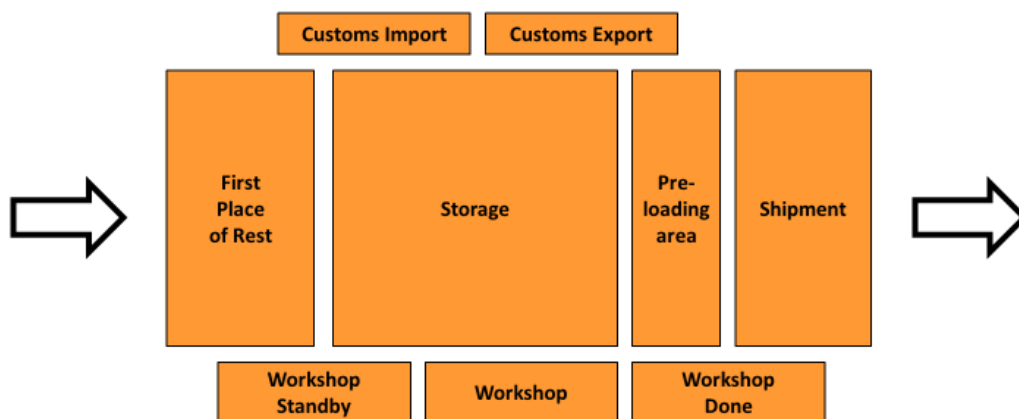 Customs Import
Customs Export
First
Place
of Rest
Storage
Pre-
loading
area
Shipment
Workshop
Standby
Workshop
Workshop
Done